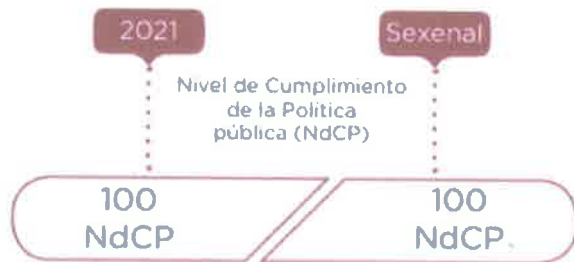 2021
Sexenal
Nivel de Cumplimiento
de la Política
pública (NdCP)
100
NdCP
100
NdCP